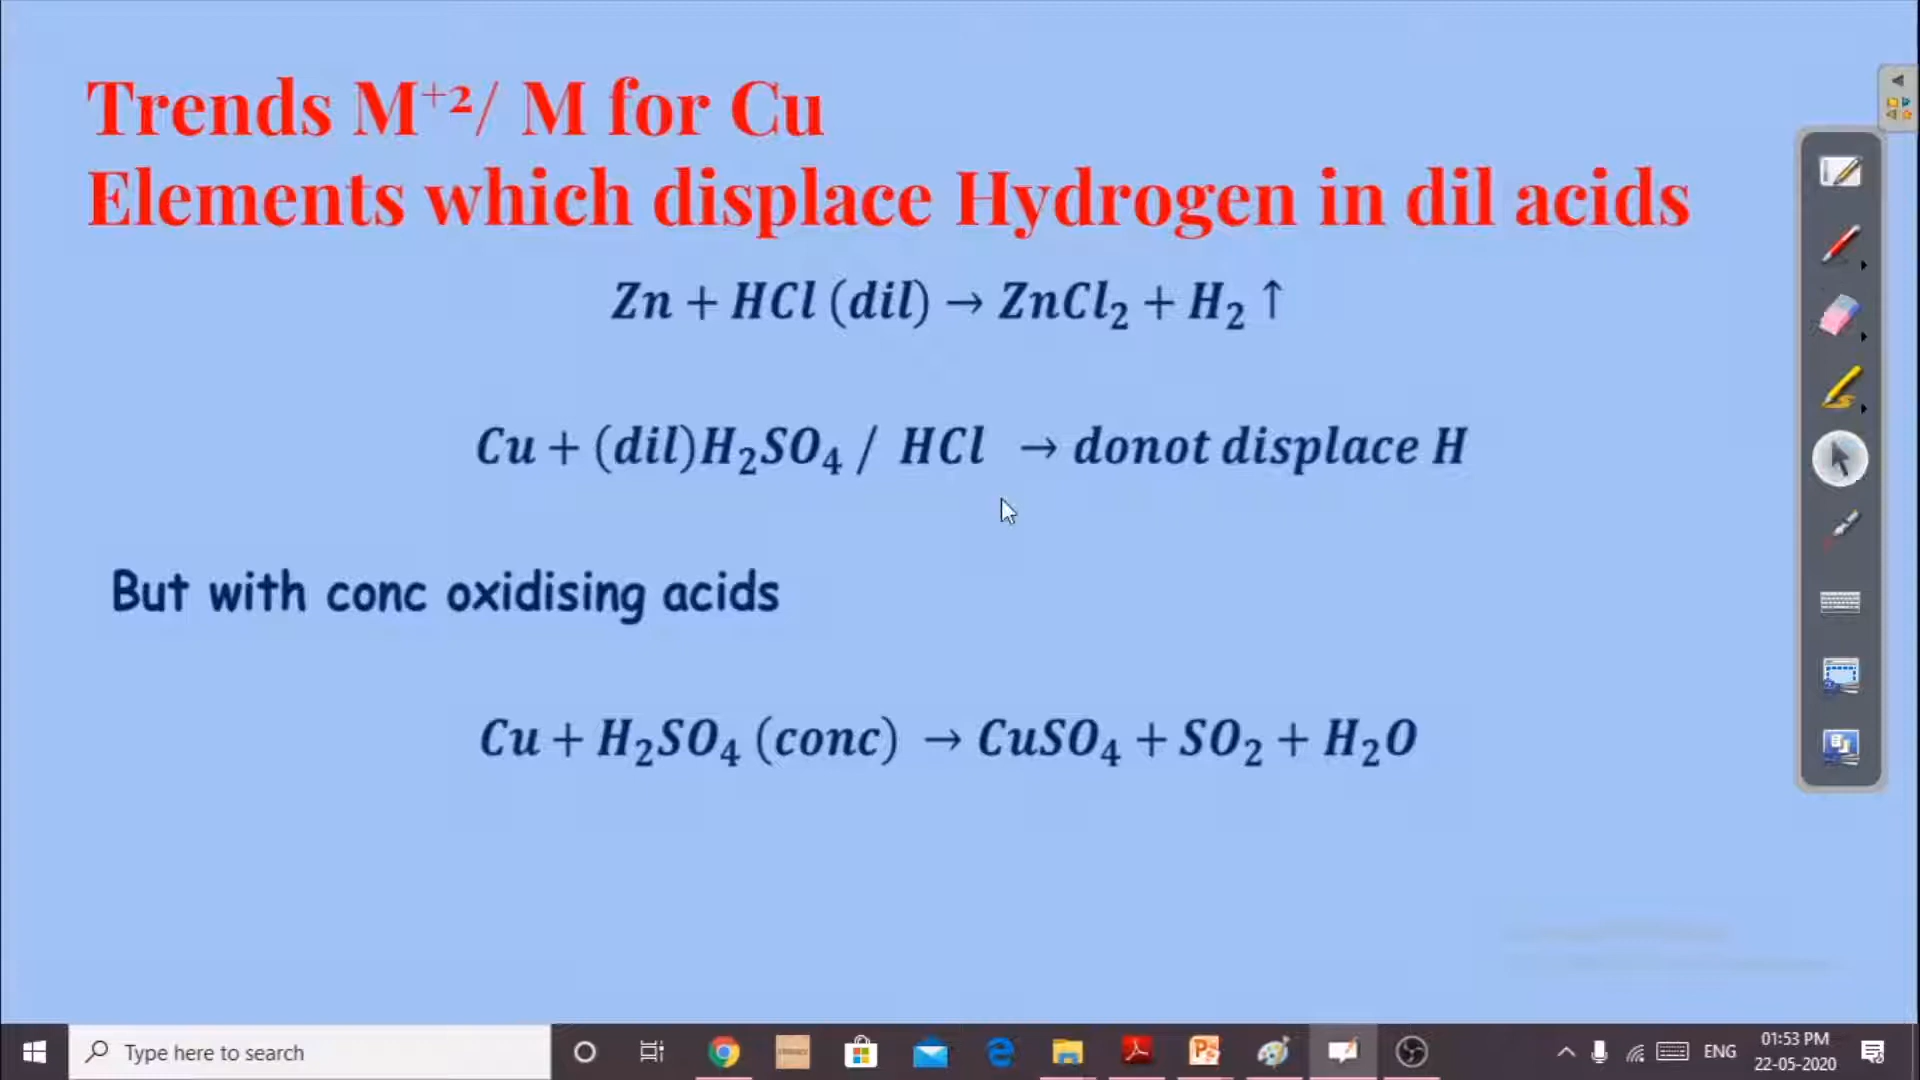 Trends M⁺²/ M for Cu
Elements which displace Hydrogen in dil acids
Zn + HCl (dil) → ZnCl₂ + H₂ ↑
Cu + (dil)H₂SO₄ / HCl → donot displace H
But with conc oxidising acids
Cu + H₂SO₄ (conc) → CuSO₄ + SO₂ + H₂O
Type here to search
ENG
01:53 PM
22-05-2020